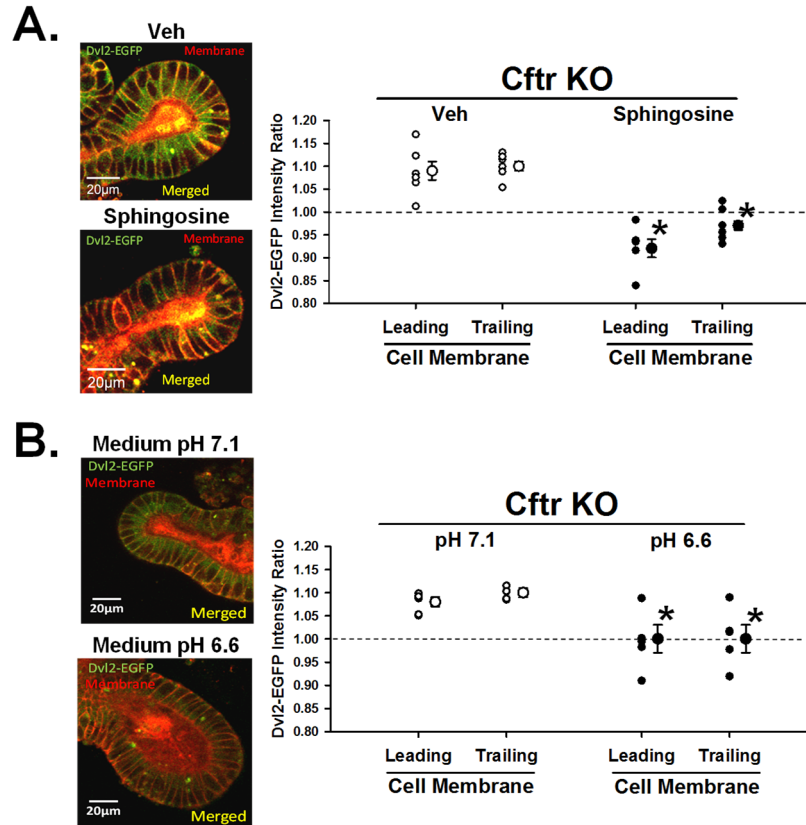 A.
Veh
Dvl2-EGFP Membrane
20µm
Merged
Sphingosine
Dvl2-EGFP Membrane
20µm
Merged
Cftr KO
Veh Sphingosine
Dvl2-EGFP Intensity Ratio
1.20
1.15
1.10
1.05
1.00
0.95
0.90
0.85
0.80
* *
Leading Trailing Leading Trailing
Cell Membrane Cell Membrane
B.
Medium pH 7.1
Dvl2-EGFP
Membrane
20µm
Merged
Medium pH 6.6
Dvl2-EGFP
Membrane
20µm
Merged
Cftr KO
pH 7.1 pH 6.6
Dvl2-EGFP Intensity Ratio
1.20
1.15
1.10
1.05
1.00
0.95
0.90
0.85
0.80
* *
Leading Trailing Leading Trailing
Cell Membrane Cell Membrane